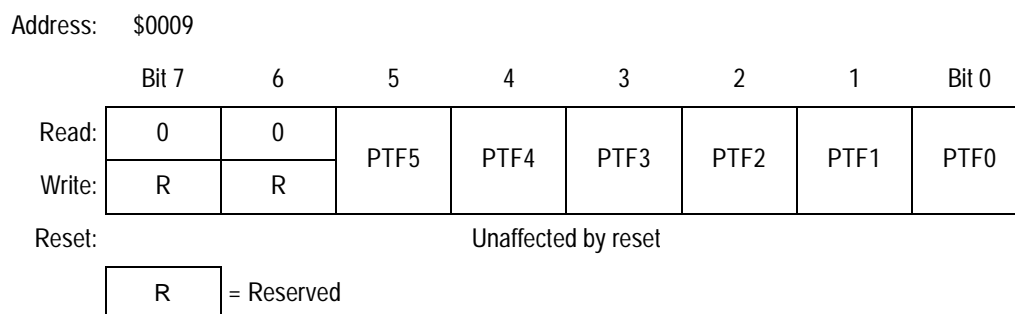 Address: $0009
Bit 7 6 5 4 3 2 1 Bit 0
Read: 0 0
PTF5 PTF4 PTF3 PTF2 PTF1 PTF0
Write: R R
Reset: Unaffected by reset
R = Reserved